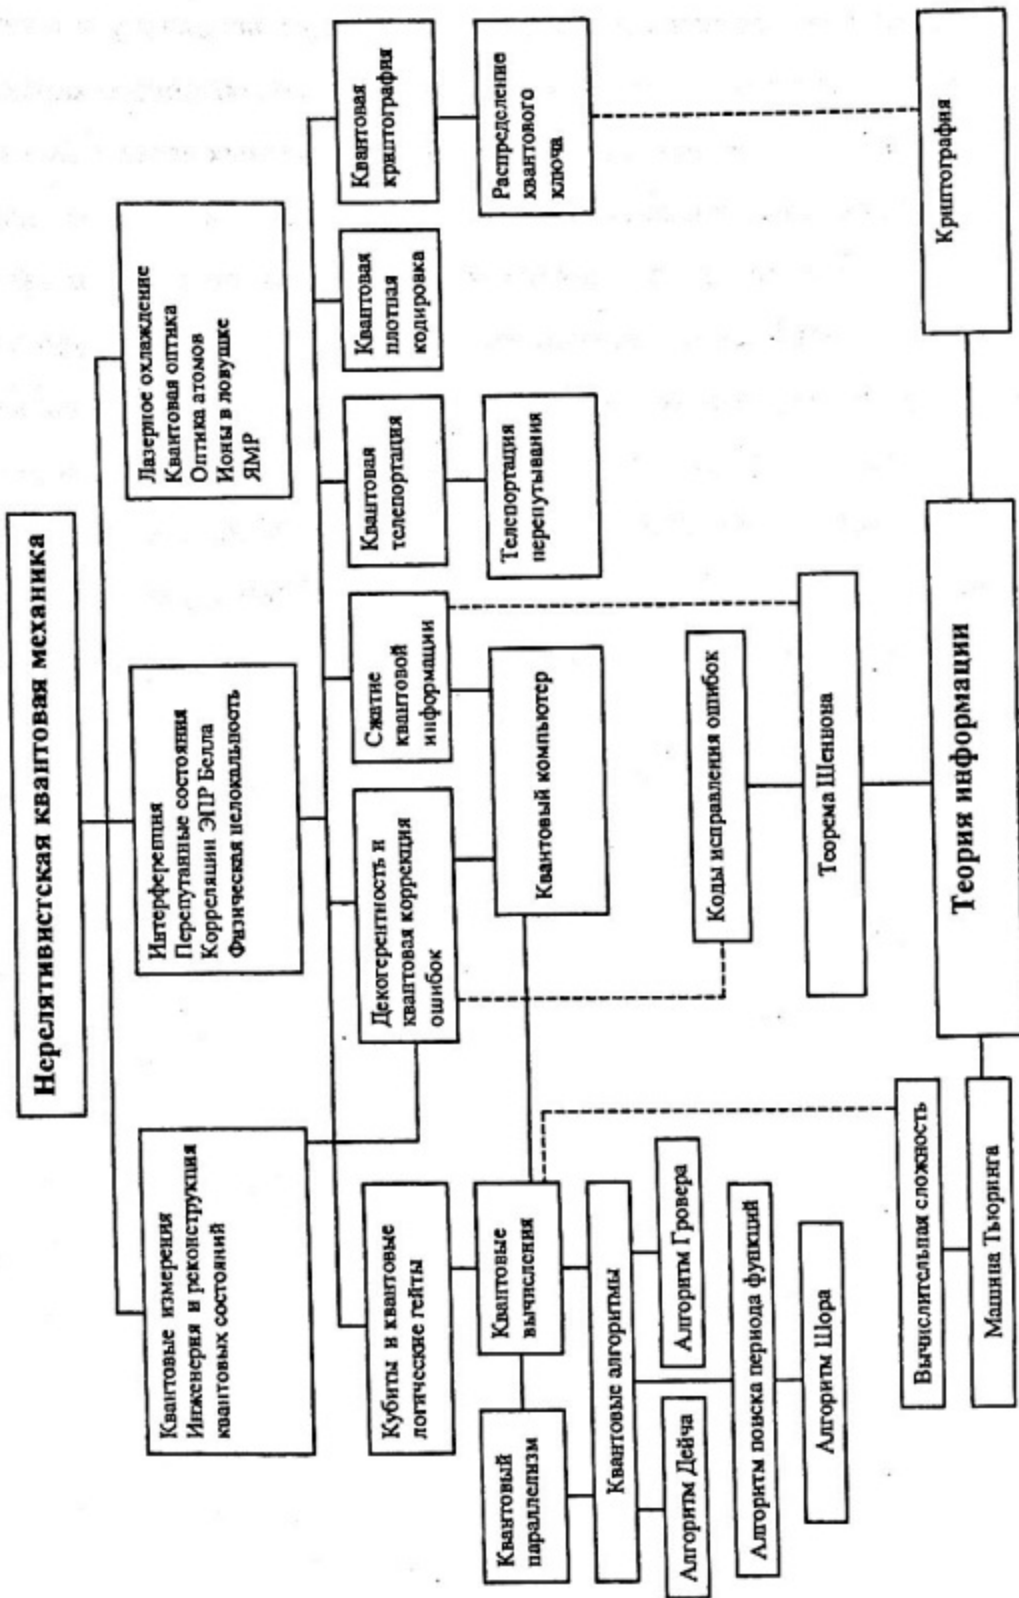 Нерелятивистская квантовая механика
Квантовые измерения
Инженерия и реконструкция
квантовых состояний
Интерференция
Перепутанные состояния
Корреляции ЭПР Белла
Физическая нелокальность
Лазерное охлаждение
Квантовая оптика
Оптика атомов
Ионы в ловушке
ЯМР
Кубиты и квантовые
логические гейты
Декогерентность и
квантовая коррекция
ошибок
Сжатие
квантовой
информации
Квантовая
телепортация
Квантовая
плотная
кодировка
Квантовая
криптография
Квантовый
параллелизм
Квантовые
вычисления
Квантовый компьютер
Телепортация
перепутывания
Распределение
квантового
ключа
Квантовые алгоритмы
Алгоритм Дейча
Алгоритм Гровера
Алгоритм поиска периода функций
Алгоритм Шора
Коды исправления ошибок
Теорема Шеннона
Вычислительная сложность
Машина Тьюринга
Теория информации
Криптография